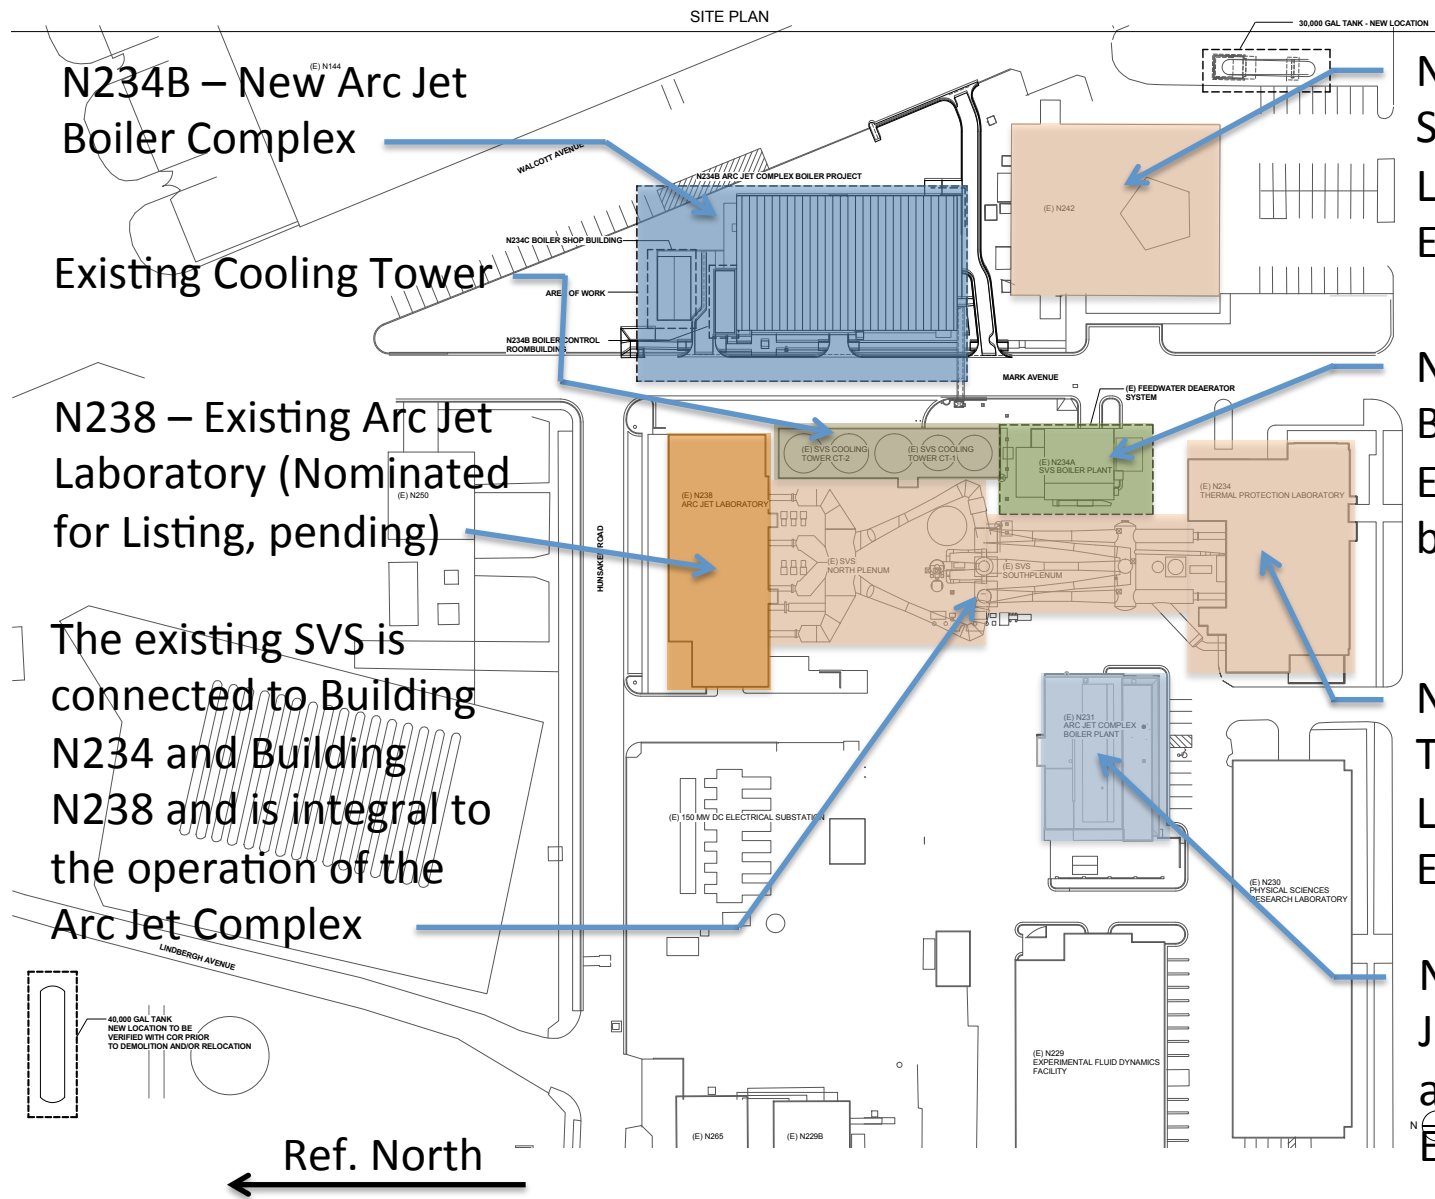 SITE PLAN
30,000 GAL TANK - NEW LOCATION
(E) N144
N234B – New Arc Jet
Boiler Complex
WALCOTT AVENUE
N234B ARC JET COMPLEX BOILER PROJECT
N234C BOILER SHOP BUILDING
Existing Cooling Tower
AREA OF WORK
N234B BOILER CONTROL
ROOMBUILDING
(E) N242
N
S
L
E
MARK AVENUE
(E) FEEDWATER DEAERATOR
SYSTEM
N238 – Existing Arc Jet
Laboratory (Nominated
for Listing, pending)
(E) N250
HUNSAKER ROAD
(E) SVS COOLING
TOWER CT-2
(E) SVS COOLING
TOWER CT-1
(E) N234A
SVS BOILER PLANT
(E) N238
ARC JET LABORATORY
(E) N234
THERMAL PROTECTION LABORATORY
(E) SVS
NORTH PLENUM
(E) SVS
SOUTHPLENUM
N
B
E
b
The existing SVS is
connected to Building
N234 and Building
N238 and is integral to
the operation of the
Arc Jet Complex
(E) N231
ARC JET COMPLEX
BOILER PLANT
N
T
L
E
(E) 150 MW DC ELECTRICAL SUBSTATION
(E) N230
PHYSICAL SCIENCES
RESEARCH LABORATORY
LINDBERGH AVENUE
40,000 GAL TANK
NEW LOCATION TO BE
VERIFIED WITH COR PRIOR
TO DEMOLITION AND/OR RELOCATION
(E) N229
EXPERIMENTAL FLUID DYNAMICS
FACILITY
N
J
a
N
E
(E) N265
(E) N229B
Ref. North